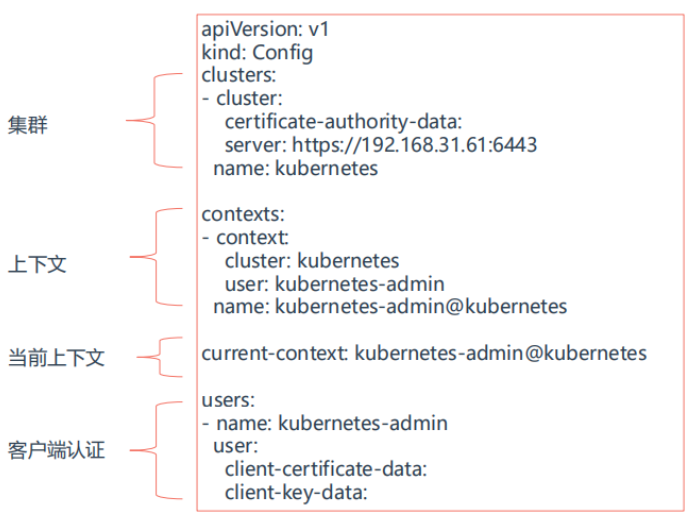 apiVersion: v1
kind: Config
clusters:
- cluster:
certificate-authority-data:
server: https://192.168.31.61:6443
name: kubernetes
集群
contexts:
- context:
cluster: kubernetes
user: kubernetes-admin
name: kubernetes-admin@kubernetes
上下文
当前上下文
current-context: kubernetes-admin@kubernetes
users:
- name: kubernetes-admin
user:
client-certificate-data:
client-key-data:
客户端认证